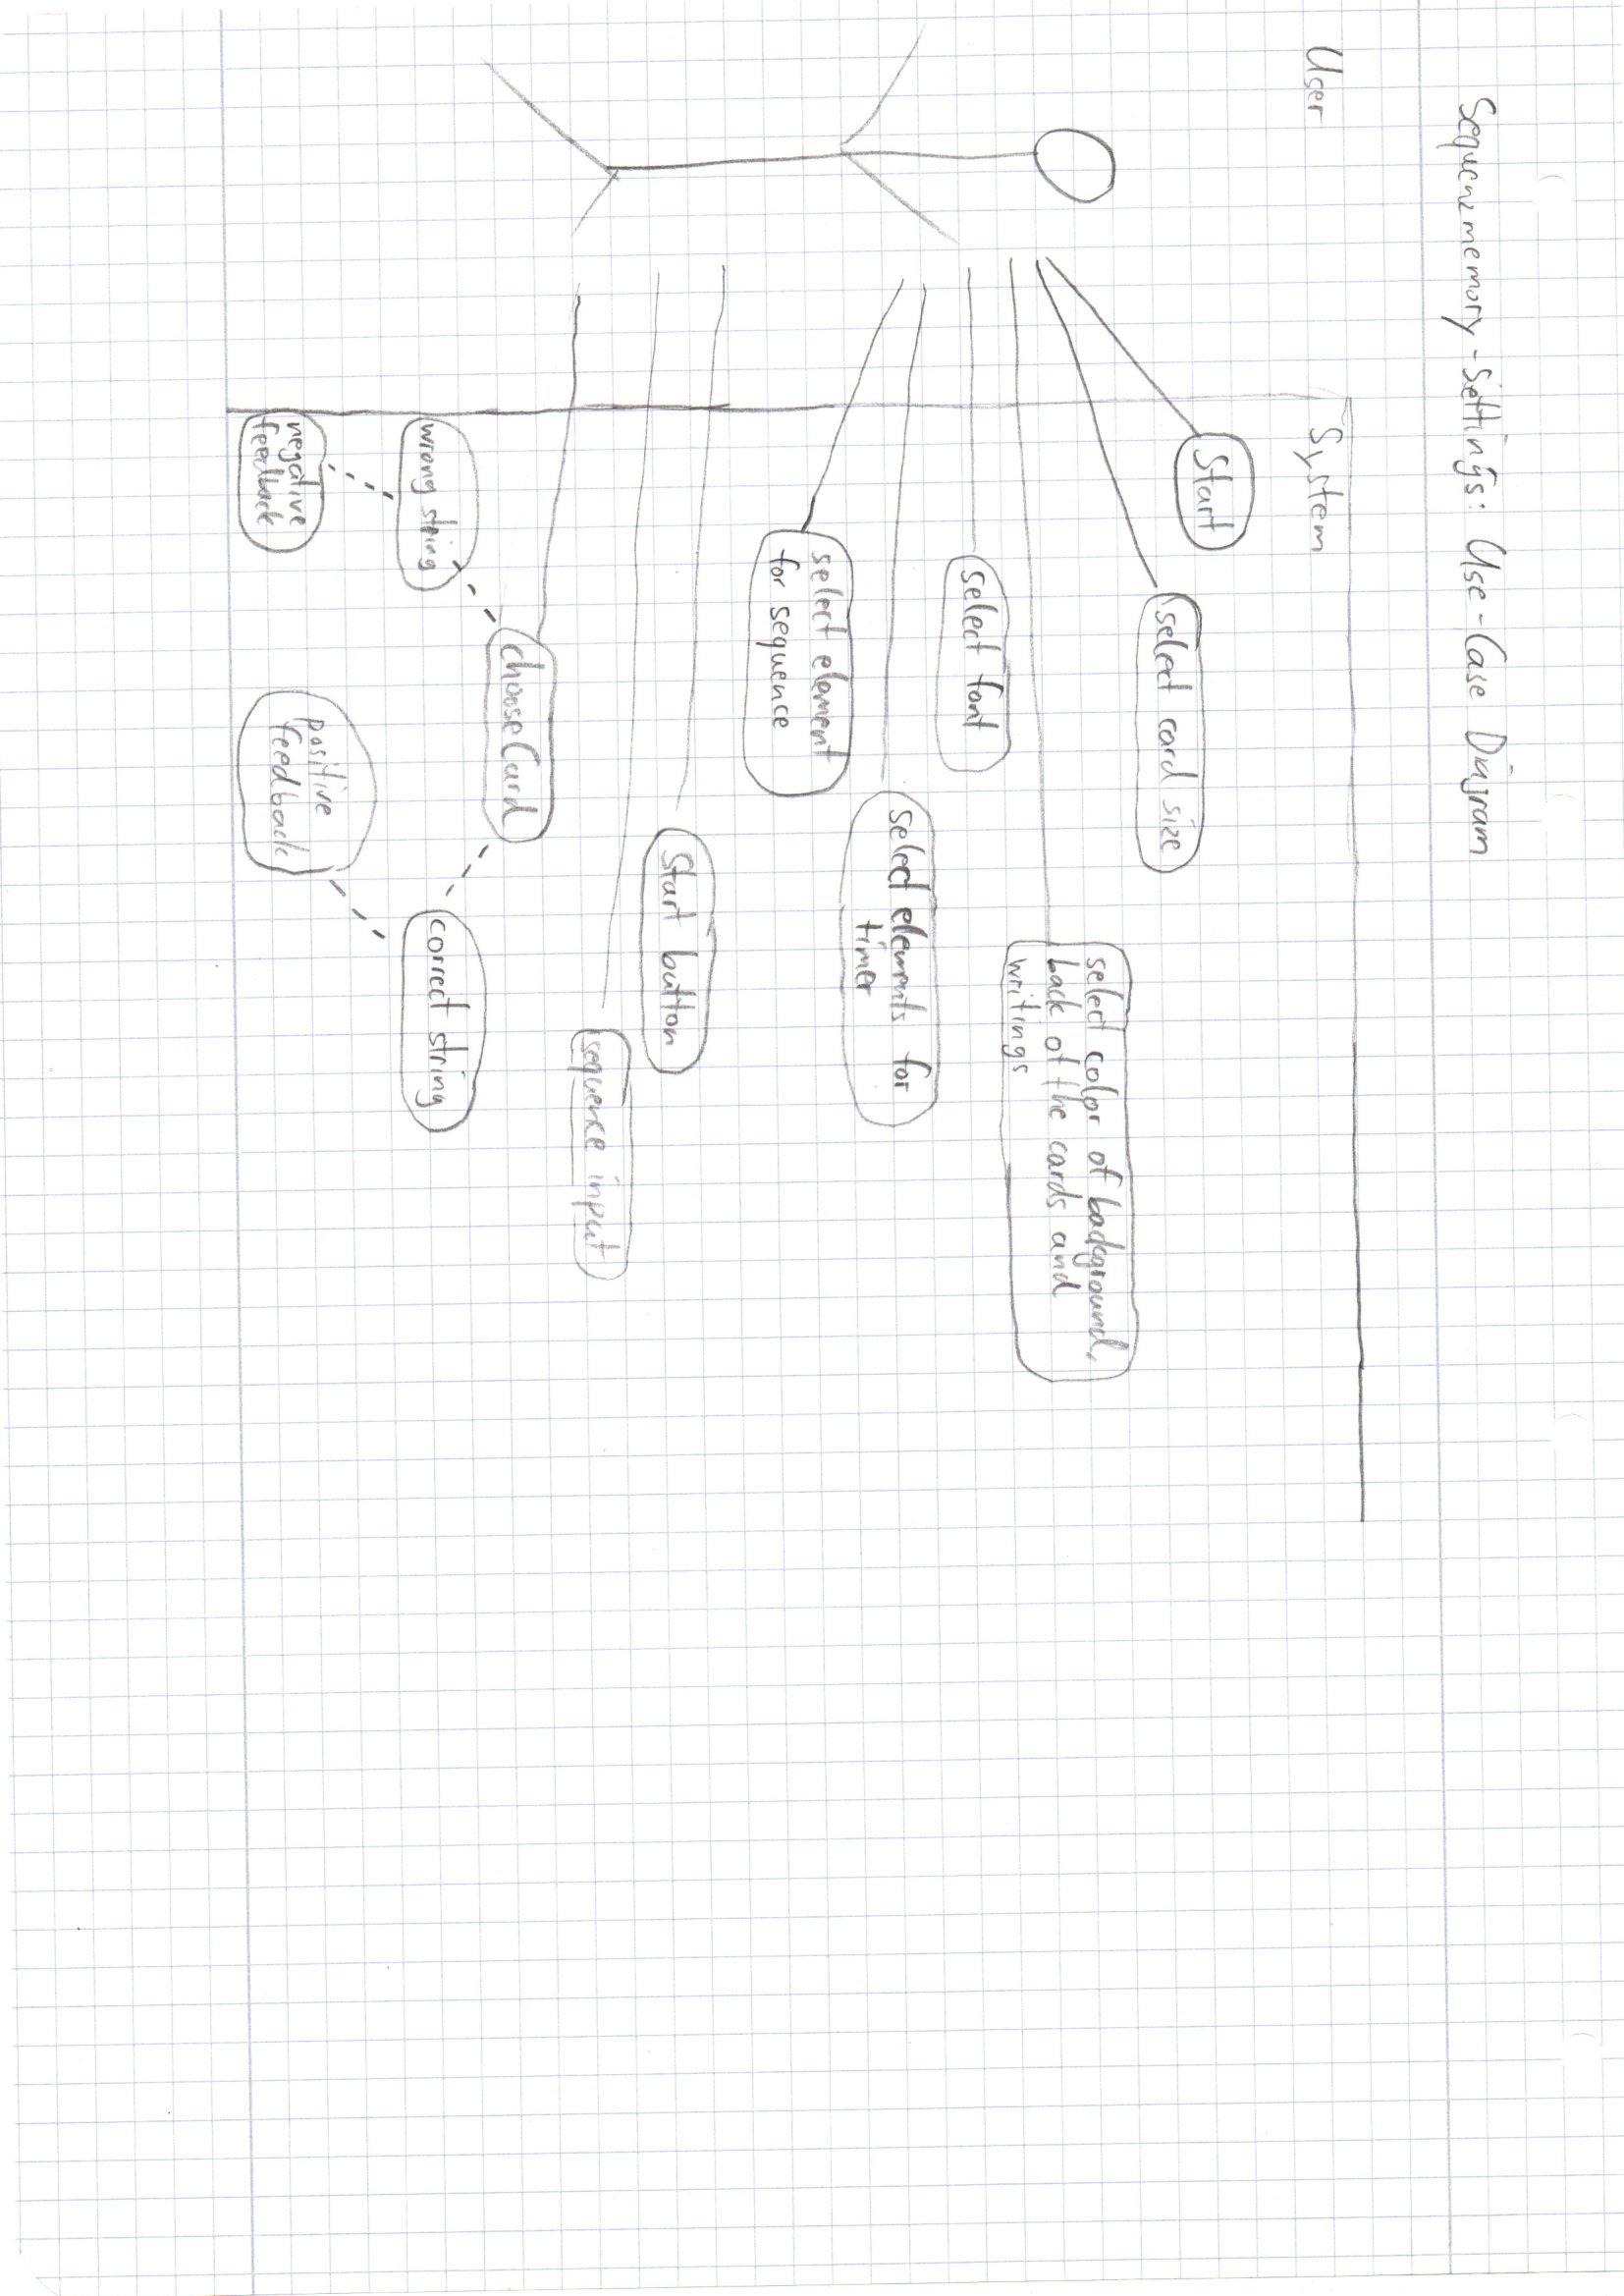 Sequenzmemory-Settings: Use-Case Diagram
User
System
Start
select card size
select color of background,
back of the cards and
writings
select font
select elements for
timer
select element
for sequence
Start button
sequence input
chooseCard
wrong string
correct string
positive
feedback
negative
feedback